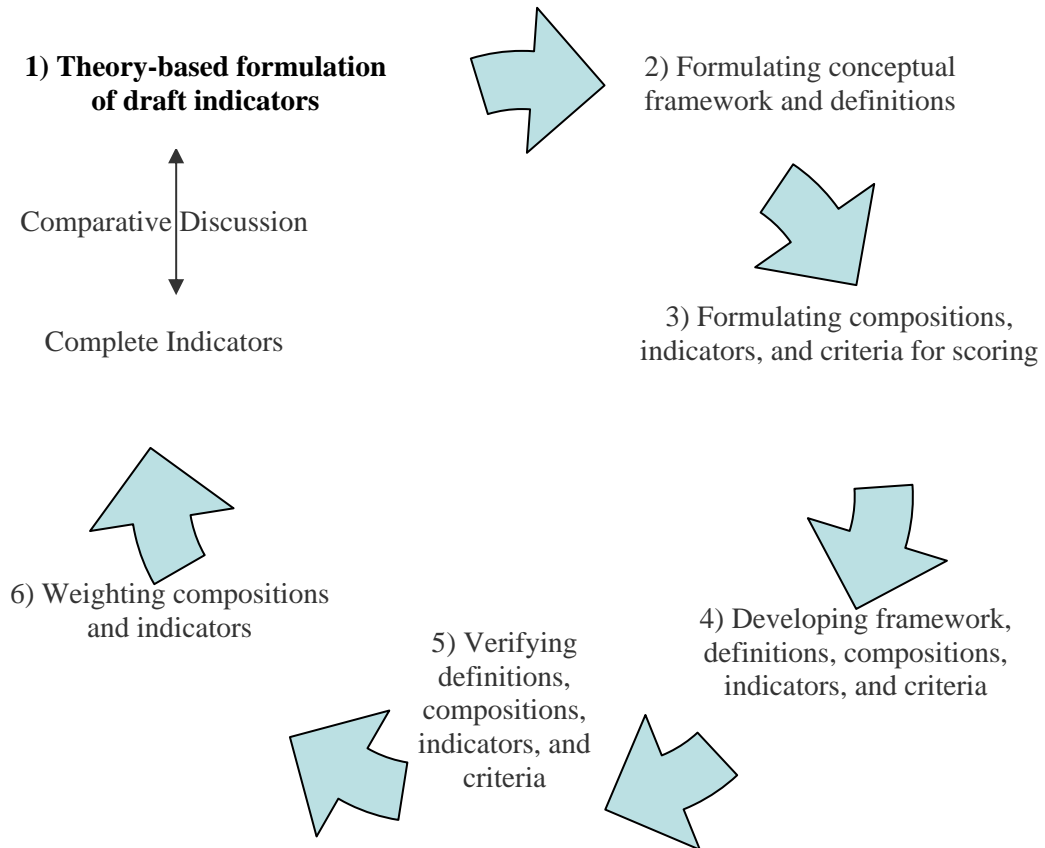 1) Theory-based formulation
of draft indicators
2) Formulating conceptual
framework and definitions
Comparative Discussion
Complete Indicators
3) Formulating compositions,
indicators, and criteria for scoring
4) Developing framework,
definitions, compositions,
indicators, and criteria
5) Verifying
definitions,
compositions,
indicators, and
criteria
6) Weighting compositions
and indicators